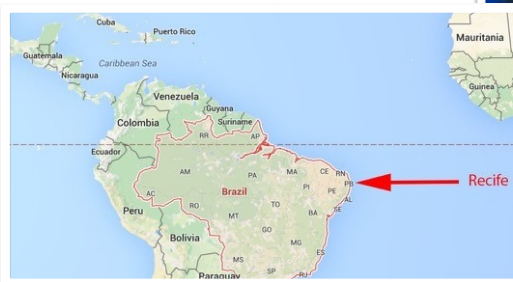 Cuba
Puerto Rico
Mauritania
Guatemala
Caribbean Sea
Nicaragua
Guinea
Venezuela
Guyana
Suriname
Colombia
RR
AP
Ecuador
AM
PA
MA
CE
RN
PB
Recife
PI
PE
AC
Brazil
AL
TO
SE
RO
BA
Peru
MT
GO
Bolivia
MG
MS
ES
SP
RJ
Paraguay